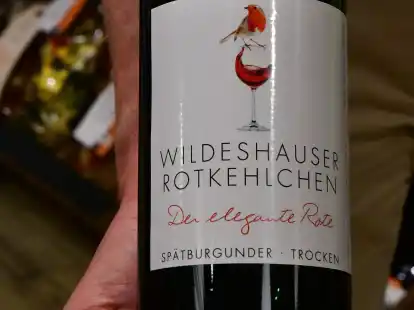 WILDESHAUSER
ROTKEHLCHEN
Der elegante Rote
SPÄTBURGUNDER · TROCKEN